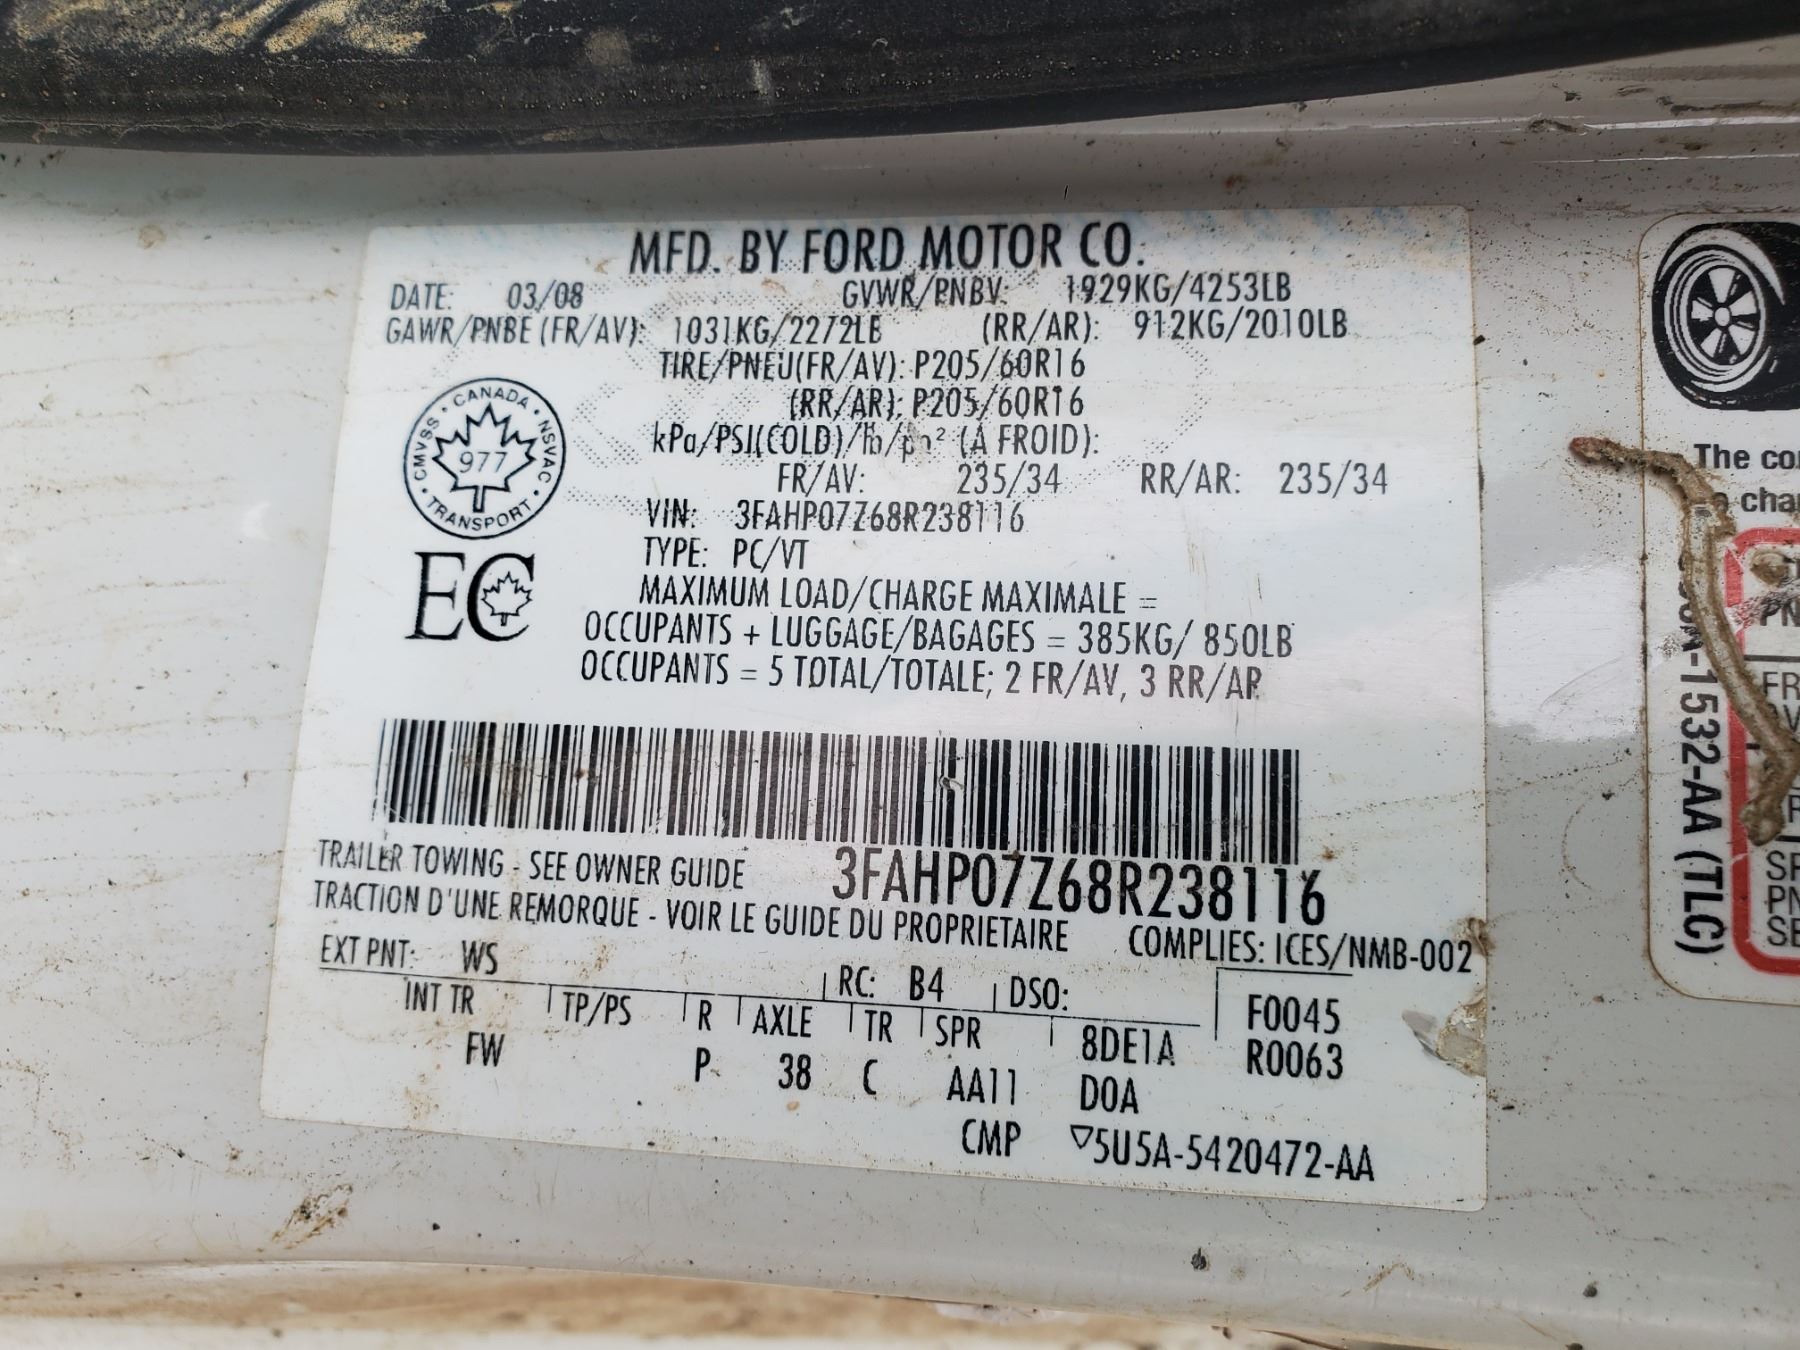 MFD. BY FORD MOTOR CO.
DATE: 03/08 GVWR/PNBV: 1929KG/4253LB
GAWR/PNBE (FR/AV): 1031KG/2272LB (RR/AR): 912KG/2010LB
TIRE/PNEU(FR/AV): P205/60R16
(RR/AR): P205/60R16
kPa/PSI(COLD)/lb/po² (A FROID):
FR/AV: 235/34 RR/AR: 235/34
VIN: 3FAHP07Z68R238116
TYPE: PC/VT
MAXIMUM LOAD/CHARGE MAXIMALE =
OCCUPANTS + LUGGAGE/BAGAGES = 385KG/ 850LB
OCCUPANTS = 5 TOTAL/TOTALE; 2 FR/AV, 3 RR/AR
CANADA · NSVAC · TRANSPORT · CMVSS ·
977
EC
3FAHP07Z68R238116
TRAILER TOWING - SEE OWNER GUIDE
TRACTION D'UNE REMORQUE - VOIR LE GUIDE DU PROPRIETAIRE
COMPLIES: ICES/NMB-002
EXT PNT: WS RC: B4 DSO:
INT TR TP/PS R AXLE TR SPR 8DE1A F0045
FW P 38 C AA11 D0A R0063
CMP ▽5U5A-5420472-AA
The
cha
-1532-AA (TLC)
PN
FR
SP
PN
SE